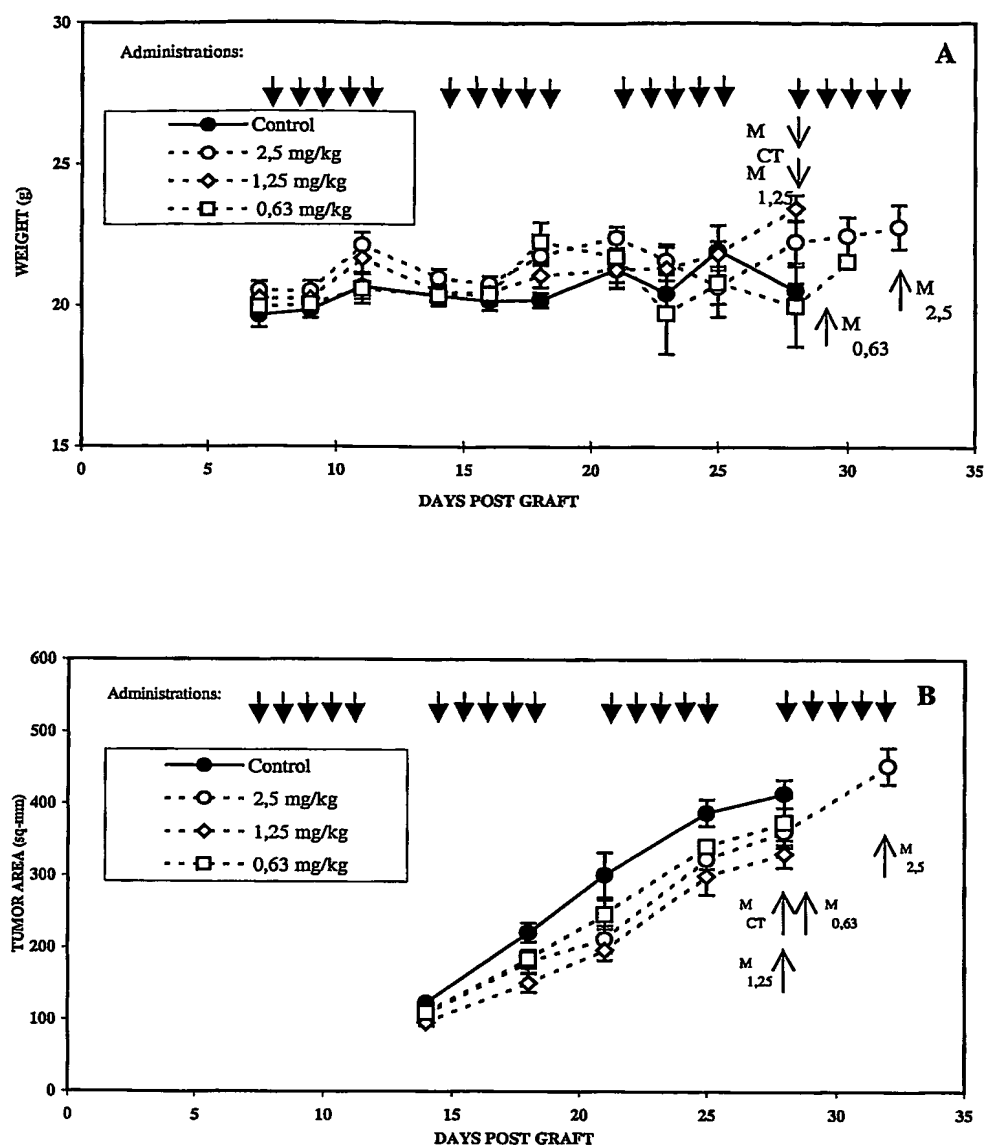 30
Administrations:
A
Control
2,5 mg/kg
1,25 mg/kg
0,63 mg/kg
M
CT
M
1,25
25
WEIGHT (g)
20
M
2,5
M
0,63
15
0 5 10 15 20 25 30 35
DAYS POST GRAFT
600
Administrations:
B
500
Control
2,5 mg/kg
1,25 mg/kg
0,63 mg/kg
400
TUMOR AREA (sq-mm)
300
M
2,5
M
CT
M
0,63
200
M
1,25
100
0
0 5 10 15 20 25 30 35
DAYS POST GRAFT